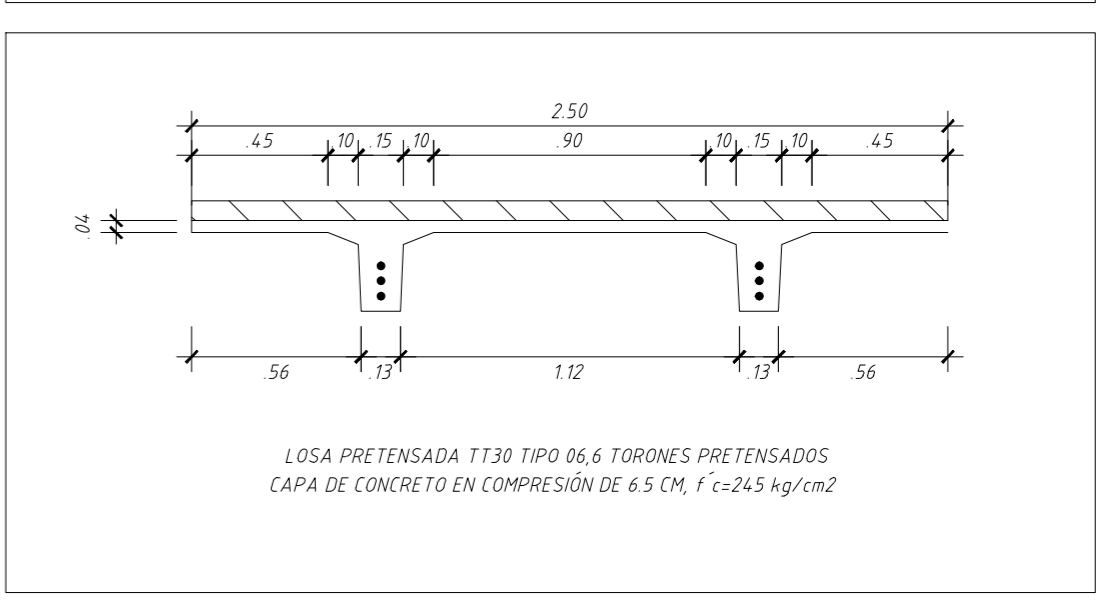 2.50
.45 .10 .15 .10 .90 .10 .15 .10 .45
.04
.56 .13 1.12 .13 .56
LOSA PRETENSADA TT30 TIPO 06,6 TORONES PRETENSADOS
CAPA DE CONCRETO EN COMPRESIÓN DE 6.5 CM, f´c=245 kg/cm2